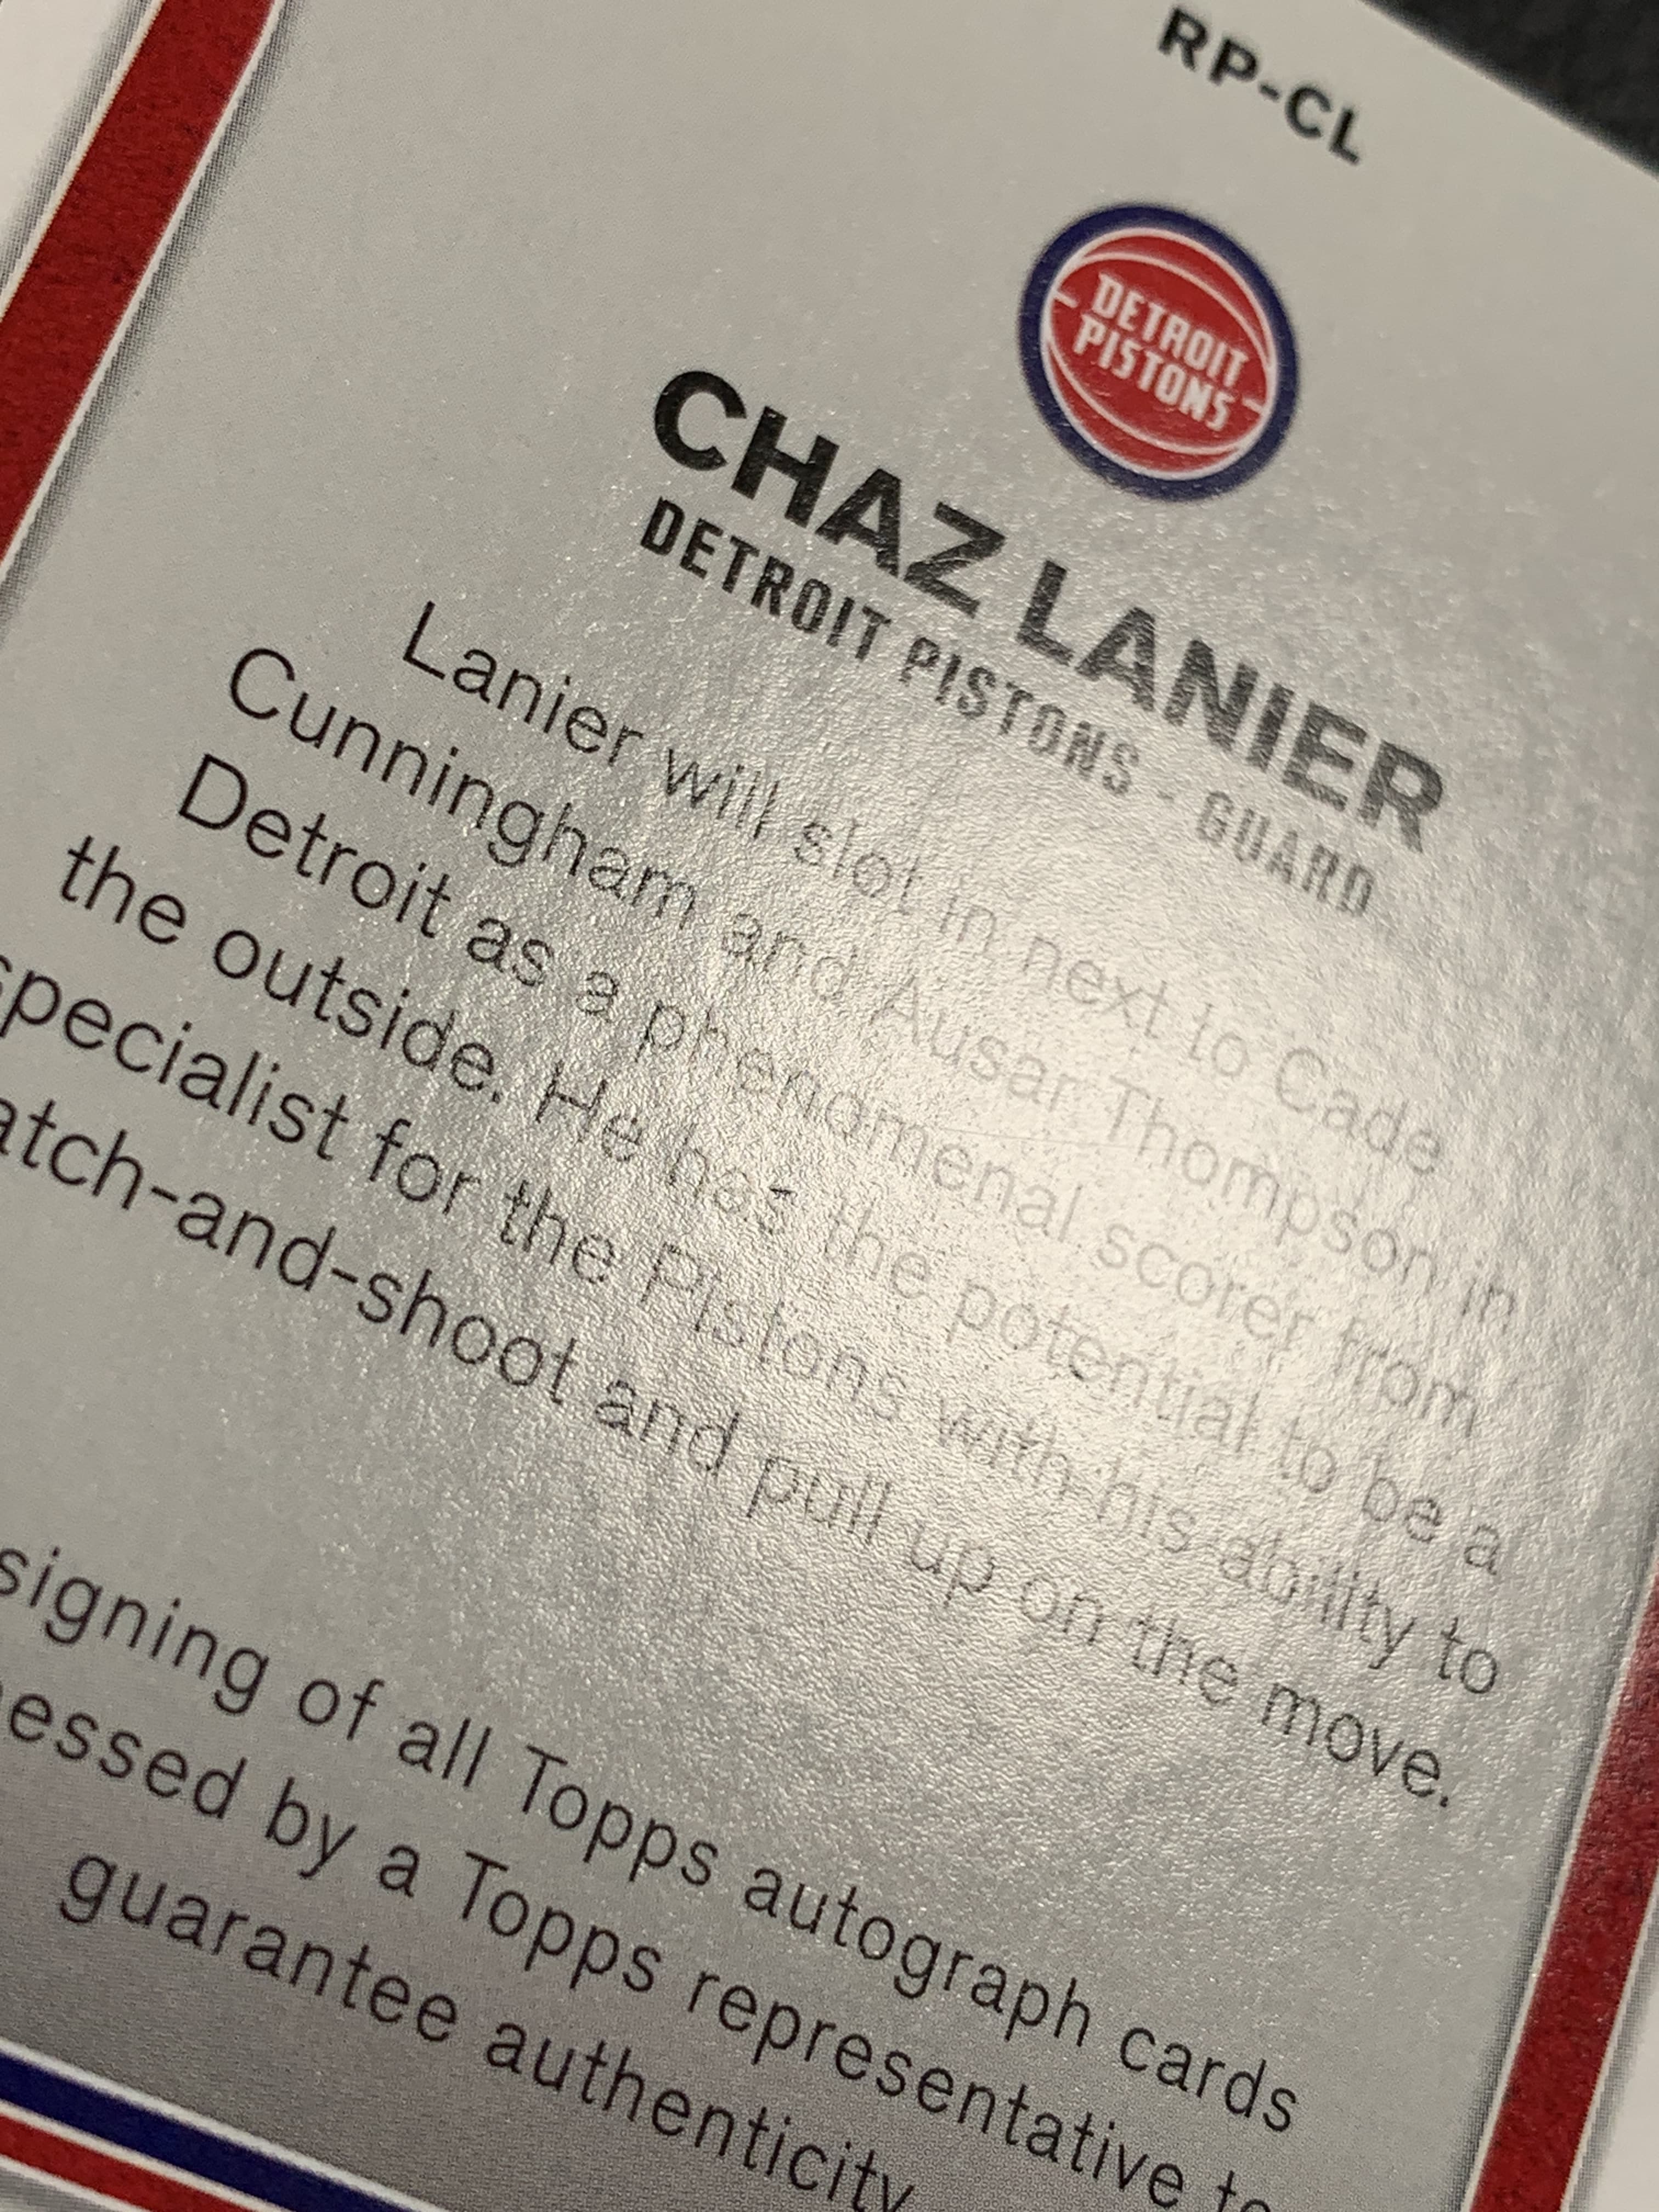 RP-CL
DETROIT
PISTONS
CHAZ LANIER
DETROIT PISTONS - GUARD
Lanier will slot in next to Cade
Cunningham and Ausar Thompson in
Detroit as a phenomenal scorer from
the outside. He has the potential to be a
specialist for the Pistons with his ability to
atch-and-shoot and pull up on the move.
signing of all Topps autograph cards
essed by a Topps representative to
guarantee authenticity